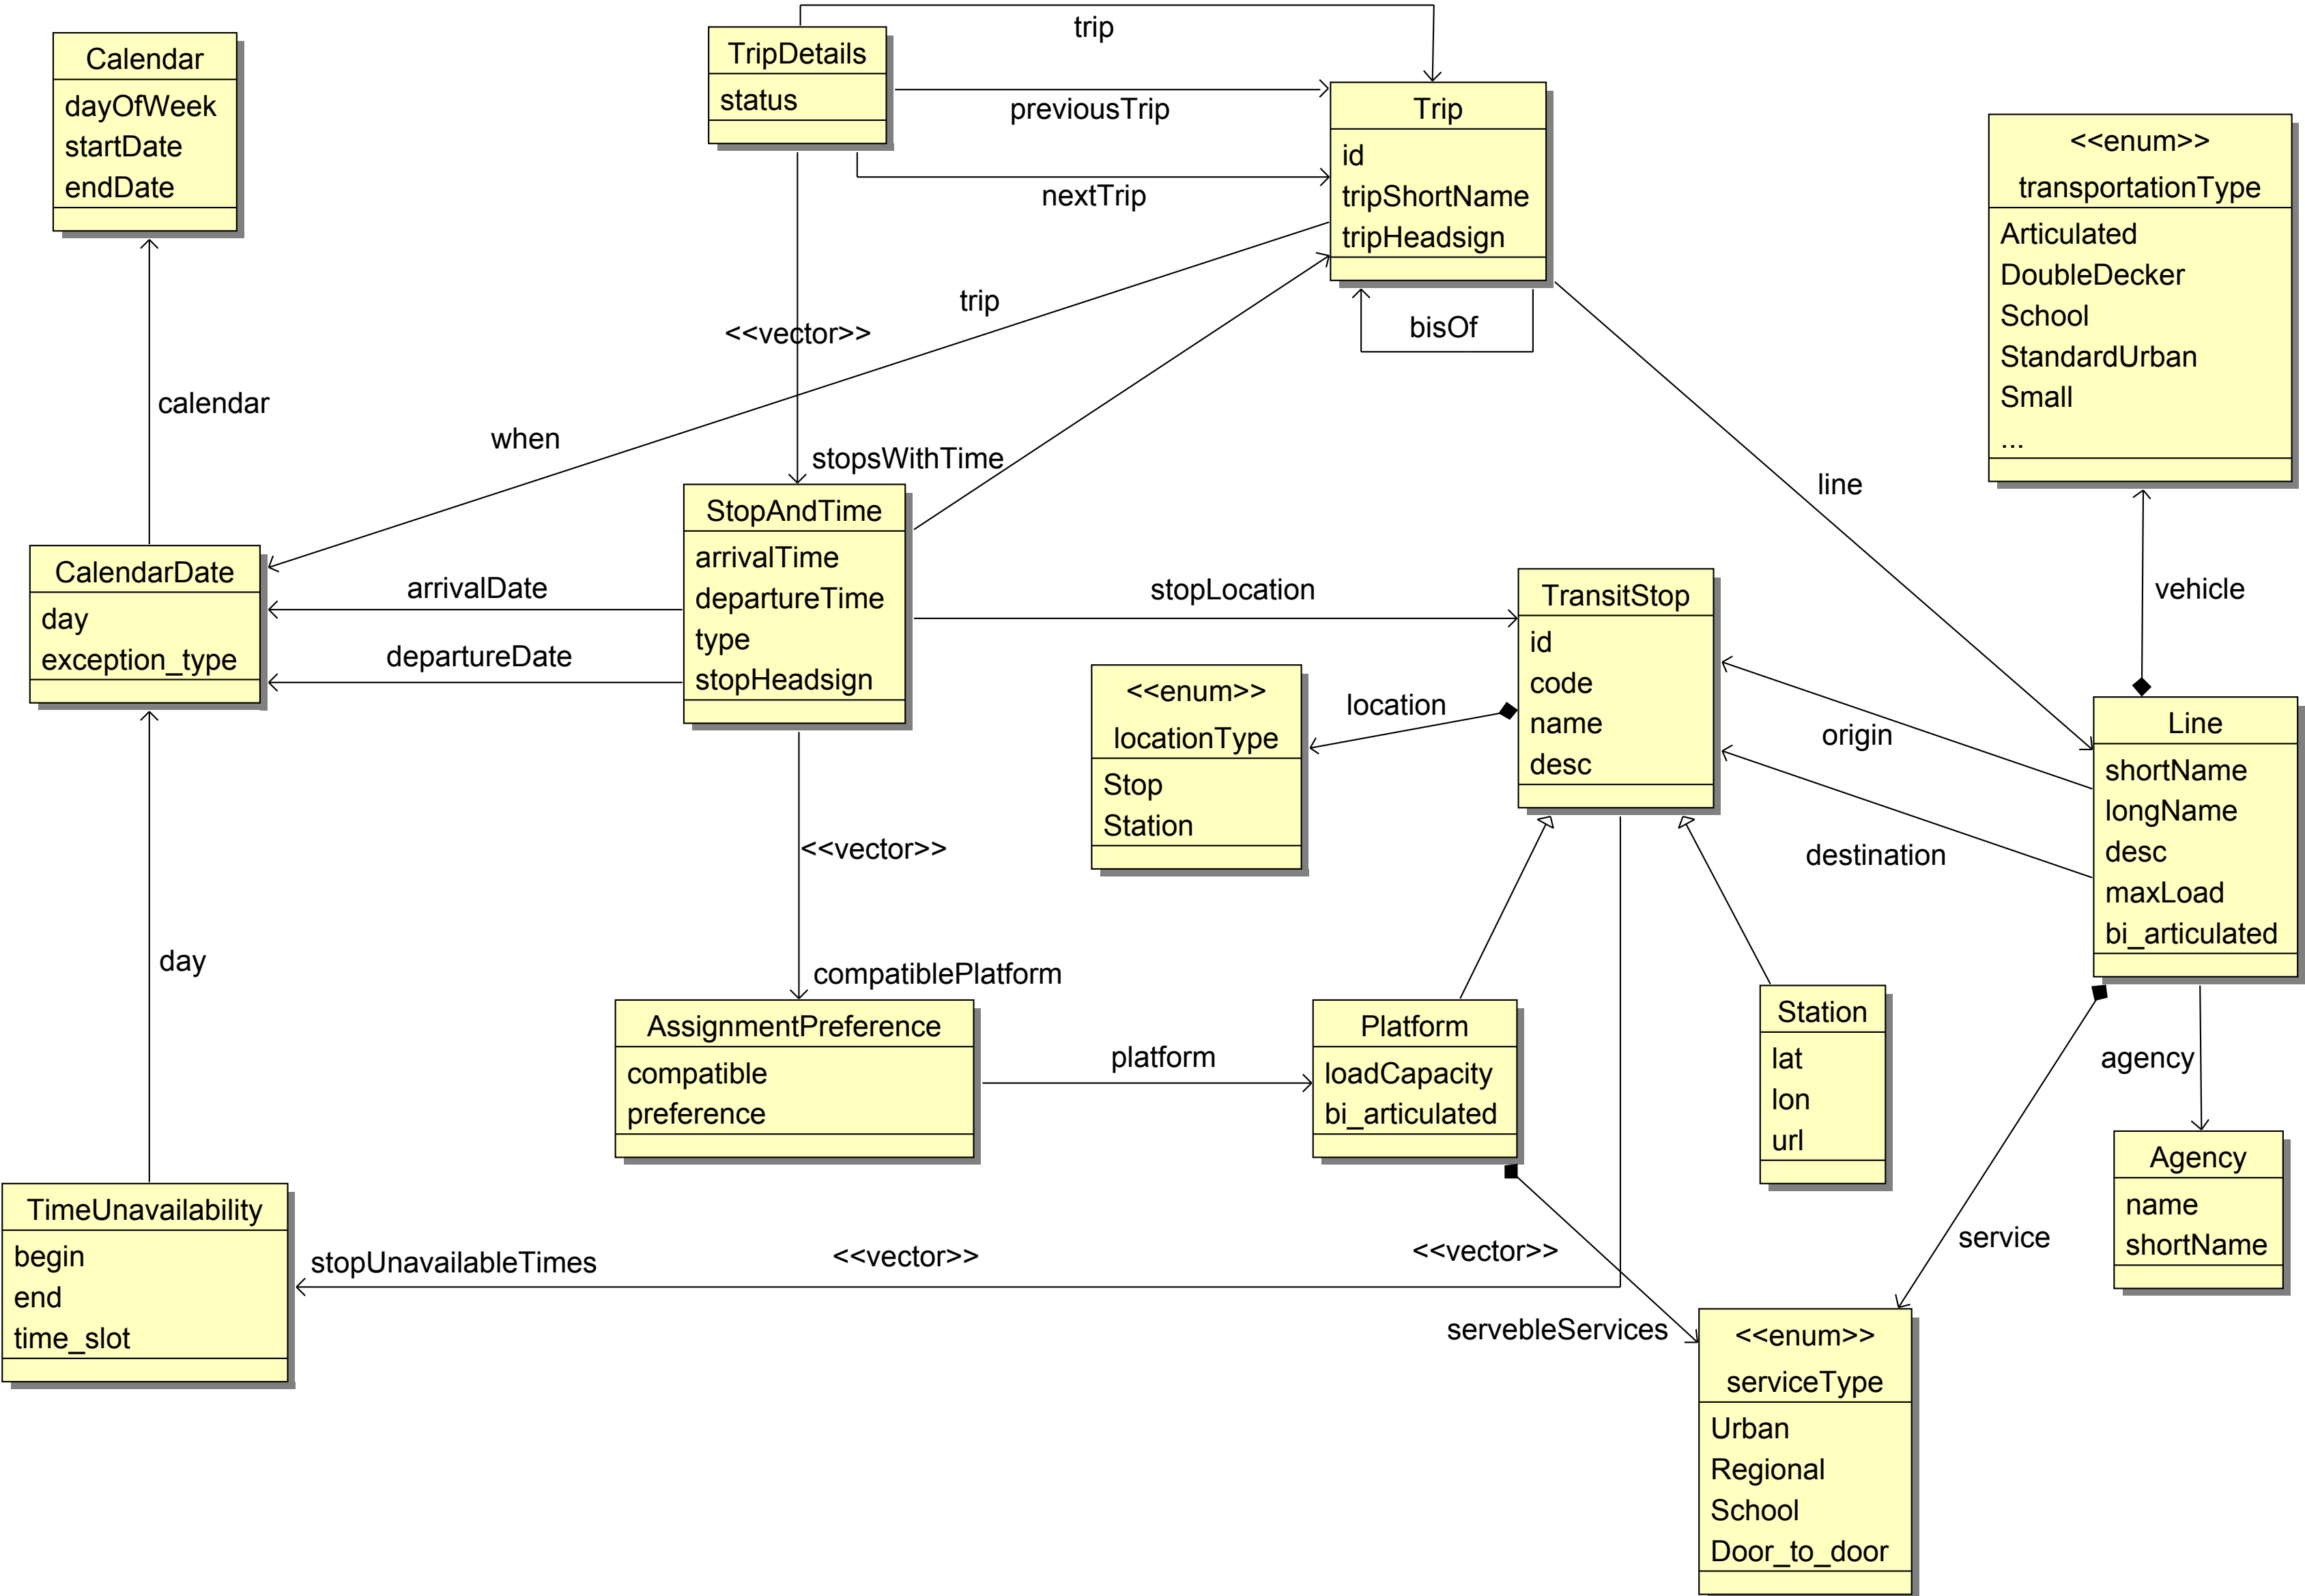 trip
Calendar
dayOfWeek
startDate
endDate
TripDetails
status
previousTrip
nextTrip
Trip
id
tripShortName
tripHeadsign
bisOf
<<enum>>
transportationType
Articulated
DoubleDecker
School
StandardUrban
Small
...
trip
<<vector>>
calendar
when
stopsWithTime
line
vehicle
CalendarDate
day
exception_type
arrivalDate
departureDate
StopAndTime
arrivalTime
departureTime
type
stopHeadsign
stopLocation
TransitStop
id
code
name
desc
<<enum>>
locationType
Stop
Station
location
origin
destination
Line
shortName
longName
desc
maxLoad
bi_articulated
<<vector>>
compatiblePlatform
day
AssignmentPreference
compatible
preference
platform
Platform
loadCapacity
bi_articulated
Station
lat
lon
url
agency
Agency
name
shortName
service
TimeUnavailability
begin
end
time_slot
stopUnavailableTimes
<<vector>>
<<vector>>
servebleServices
<<enum>>
serviceType
Urban
Regional
School
Door_to_door